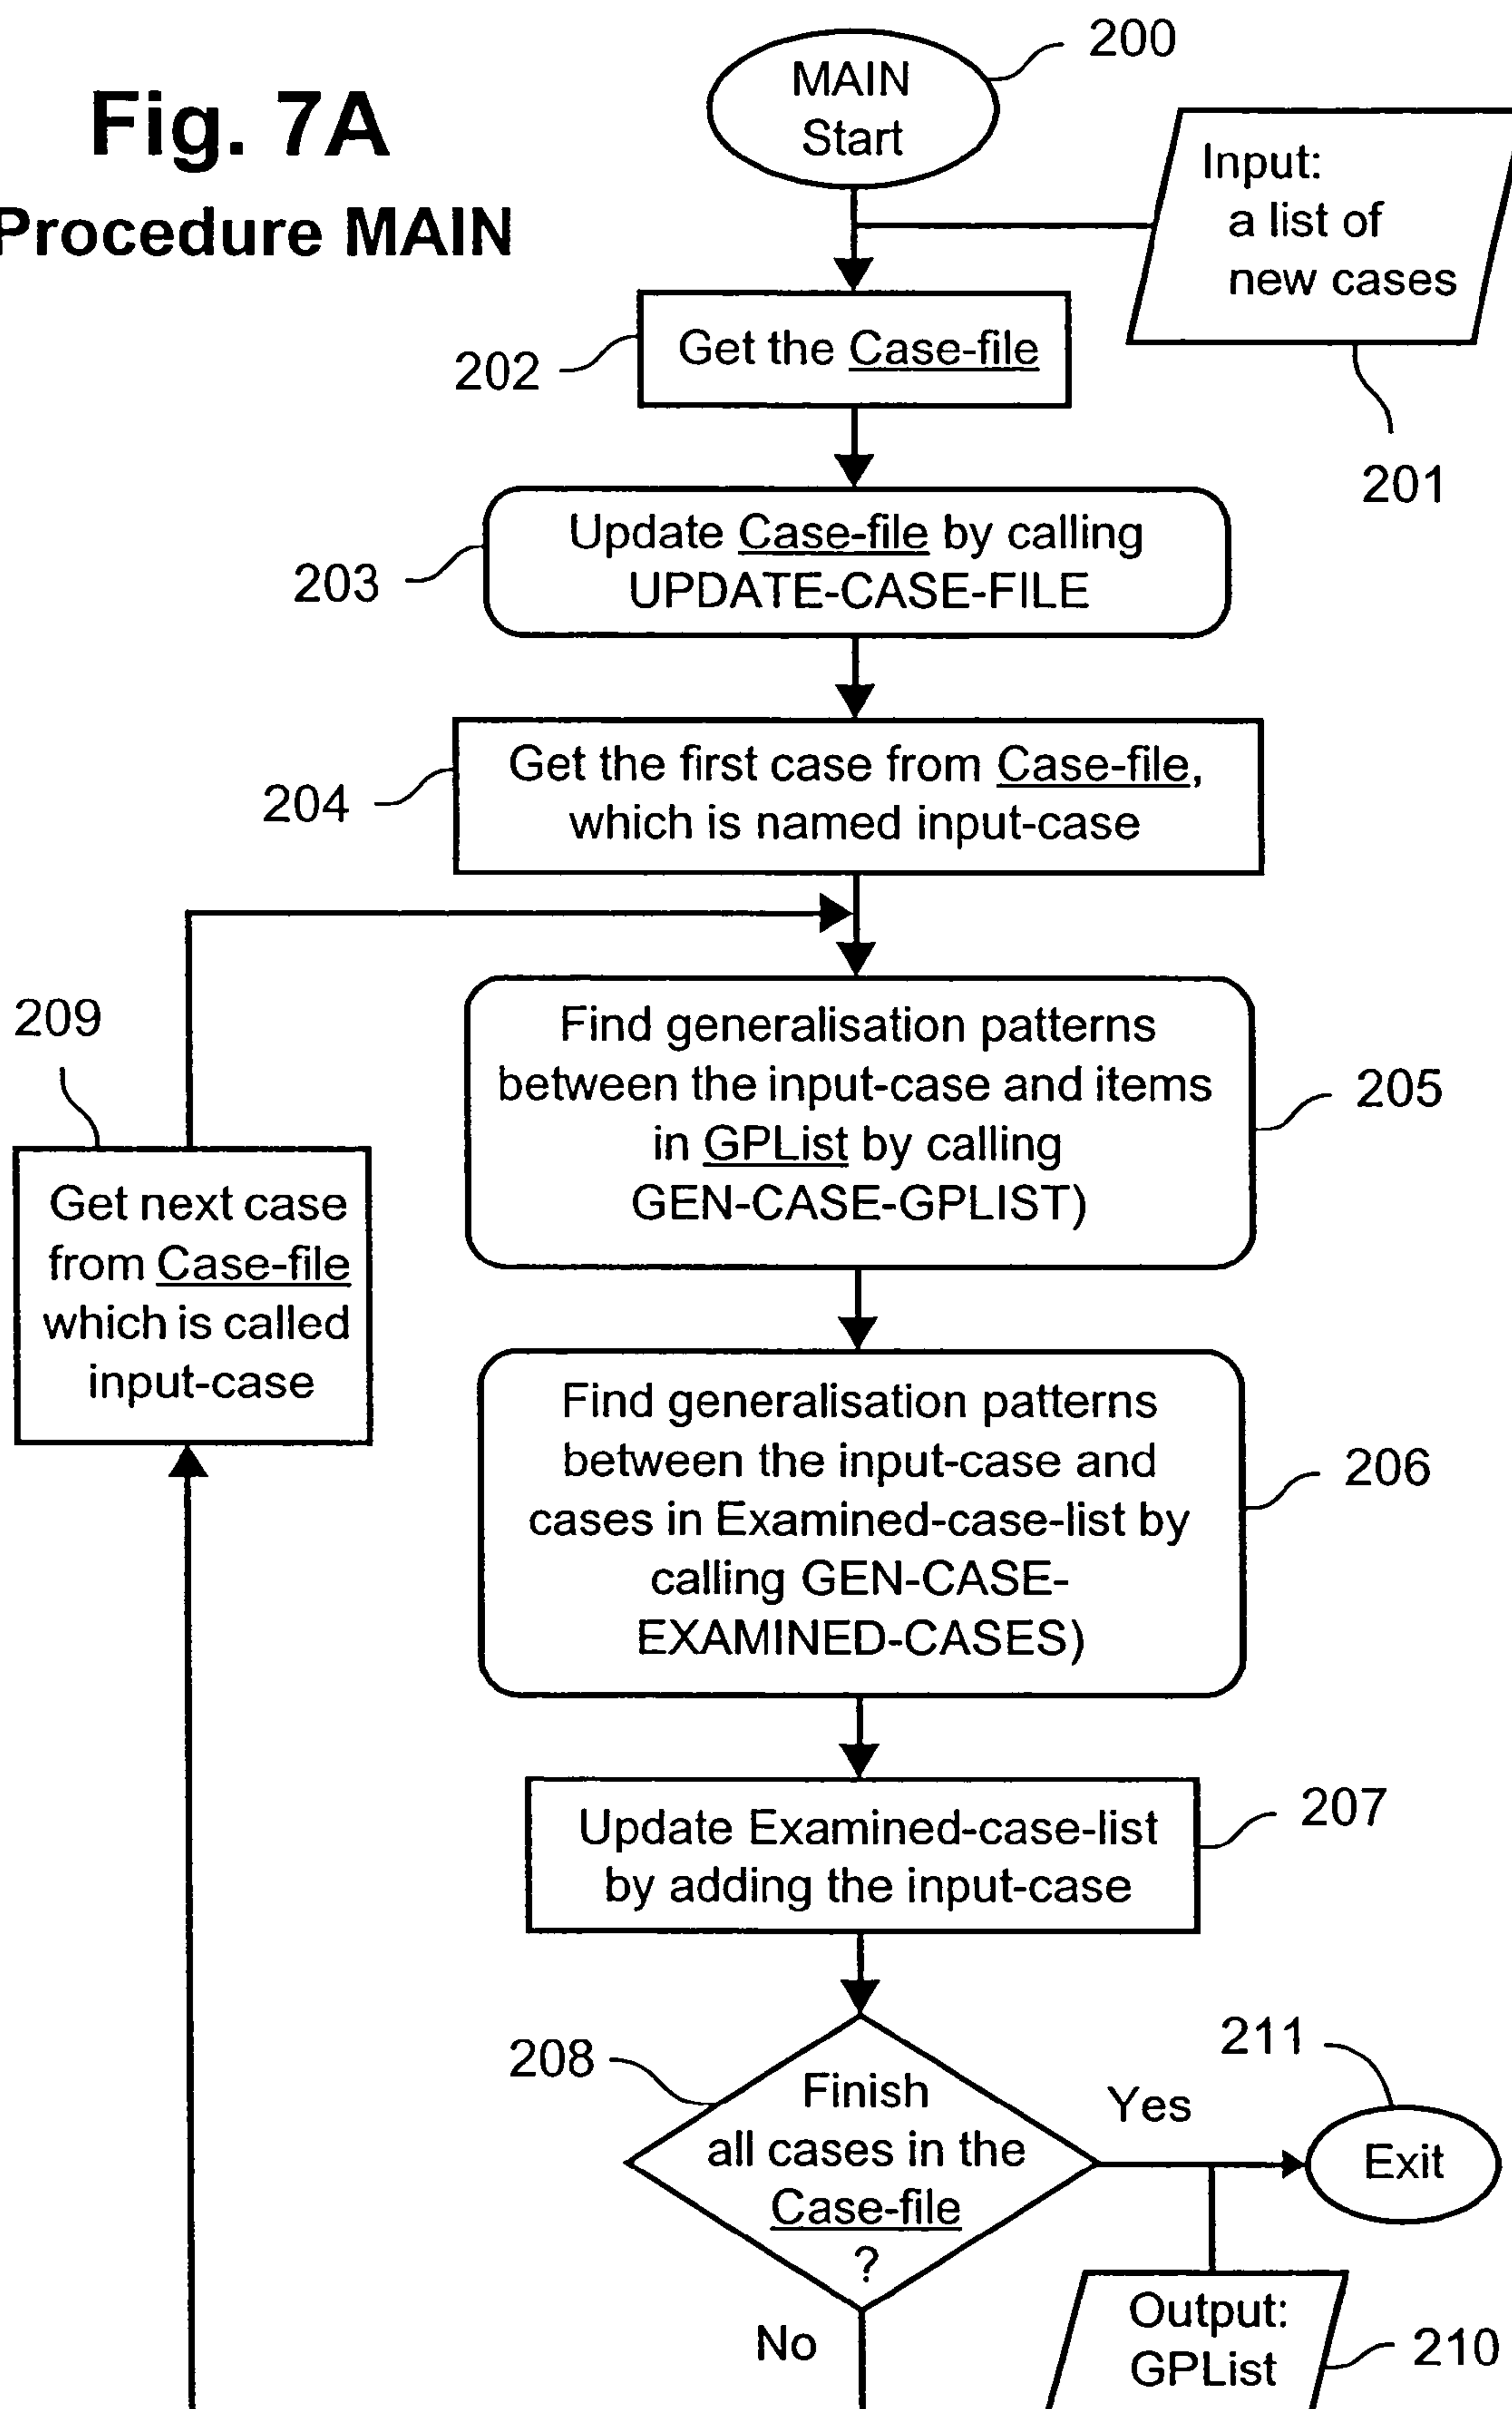 Fig. 7A
Procedure MAIN
200
MAIN
Start
Input:
a list of
new cases
201
202
Get the Case-file
203
Update Case-file by calling
UPDATE-CASE-FILE
204
Get the first case from Case-file,
which is named input-case
209
Get next case
from Case-file
which is called
input-case
Find generalisation patterns
between the input-case and items
in GPList by calling
GEN-CASE-GPLIST)
205
Find generalisation patterns
between the input-case and
cases in Examined-case-list by
calling GEN-CASE-
EXAMINED-CASES)
206
Update Examined-case-list
by adding the input-case
207
208
Finish
all cases in the
Case-file
?
Yes
211
Exit
No
Output:
GPList
210